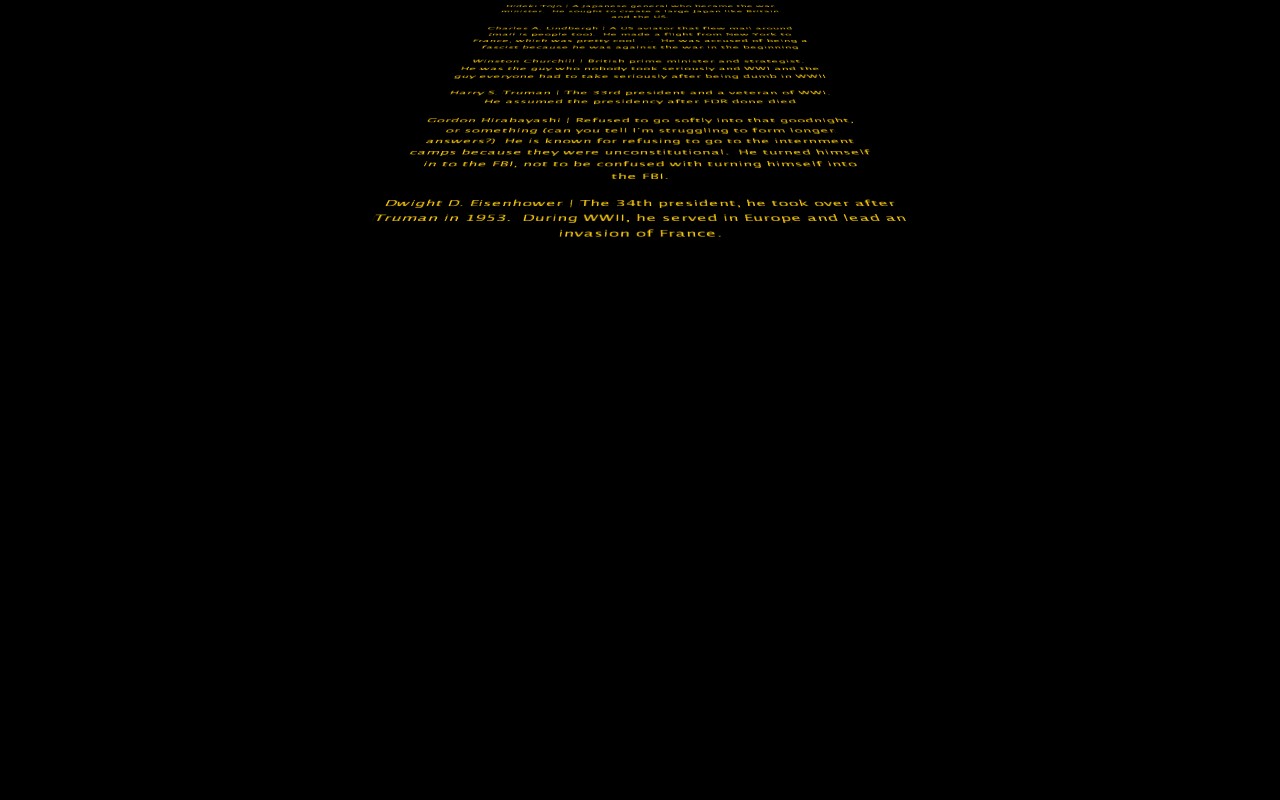 Hideki Tojo | A Japanese general who became the war
minister.  He sought to create a large Japan like Britain
and the US.
Charles A. Lindbergh | A US aviator that flew mail around
(mail is people too).  He made a flight from New York to
France, which was pretty cool.  He was accused of being a
fascist because he was against the war in the beginning
Winston Churchill | British prime minister and strategist.
He was the guy who nobody took seriously and WWI and the
guy everyone had to take seriously after being dumb in WWII
Harry S. Truman | The 33rd president and a veteran of WWI.
He assumed the presidency after FDR done died
Gordon Hirabayashi | Refused to go softly into that goodnight,
or something (can you tell I'm struggling to form longer
answers?)  He is known for refusing to go to the internment
camps because they were unconstitutional.  He turned himself
in to the FBI, not to be confused with turning himself into
the FBI.
Dwight D. Eisenhower | The 34th president, he took over after
Truman in 1953.  During WWII, he served in Europe and lead an
invasion of France.